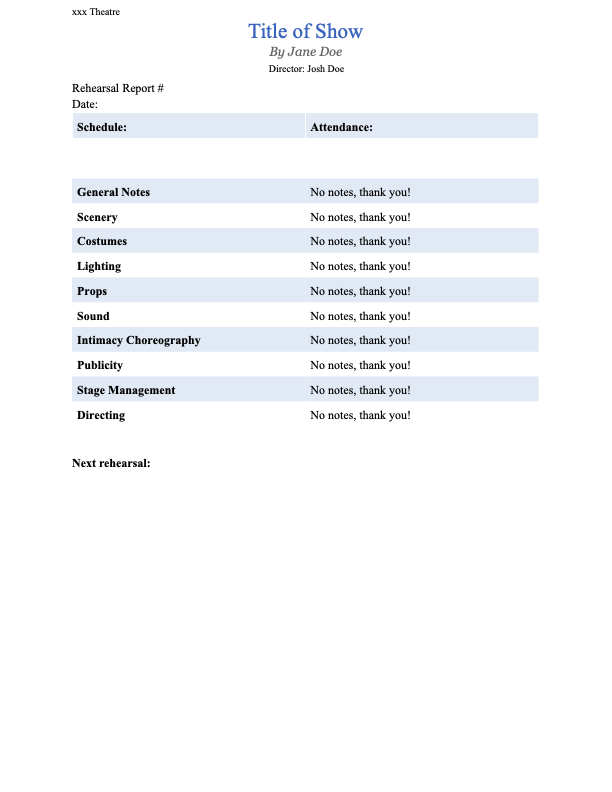 xxx Theatre
Title of Show
By Jane Doe
Director: Josh Doe
Rehearsal Report #
Date:
Schedule: Attendance:
General Notes No notes, thank you!
Scenery No notes, thank you!
Costumes No notes, thank you!
Lighting No notes, thank you!
Props No notes, thank you!
Sound No notes, thank you!
Intimacy Choreography No notes, thank you!
Publicity No notes, thank you!
Stage Management No notes, thank you!
Directing No notes, thank you!
Next rehearsal: